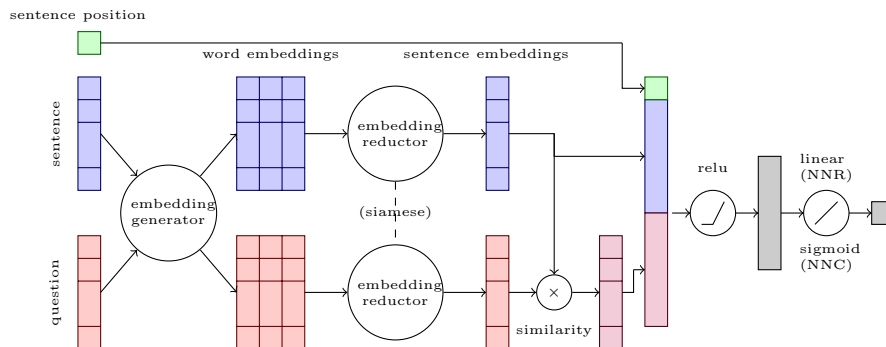 sentence position
word embeddings
sentence embeddings
sentence
embedding
reductor
embedding
generator
(siamese)
relu
linear
(NNR)
sigmoid
(NNC)
question
embedding
reductor
×
similarity